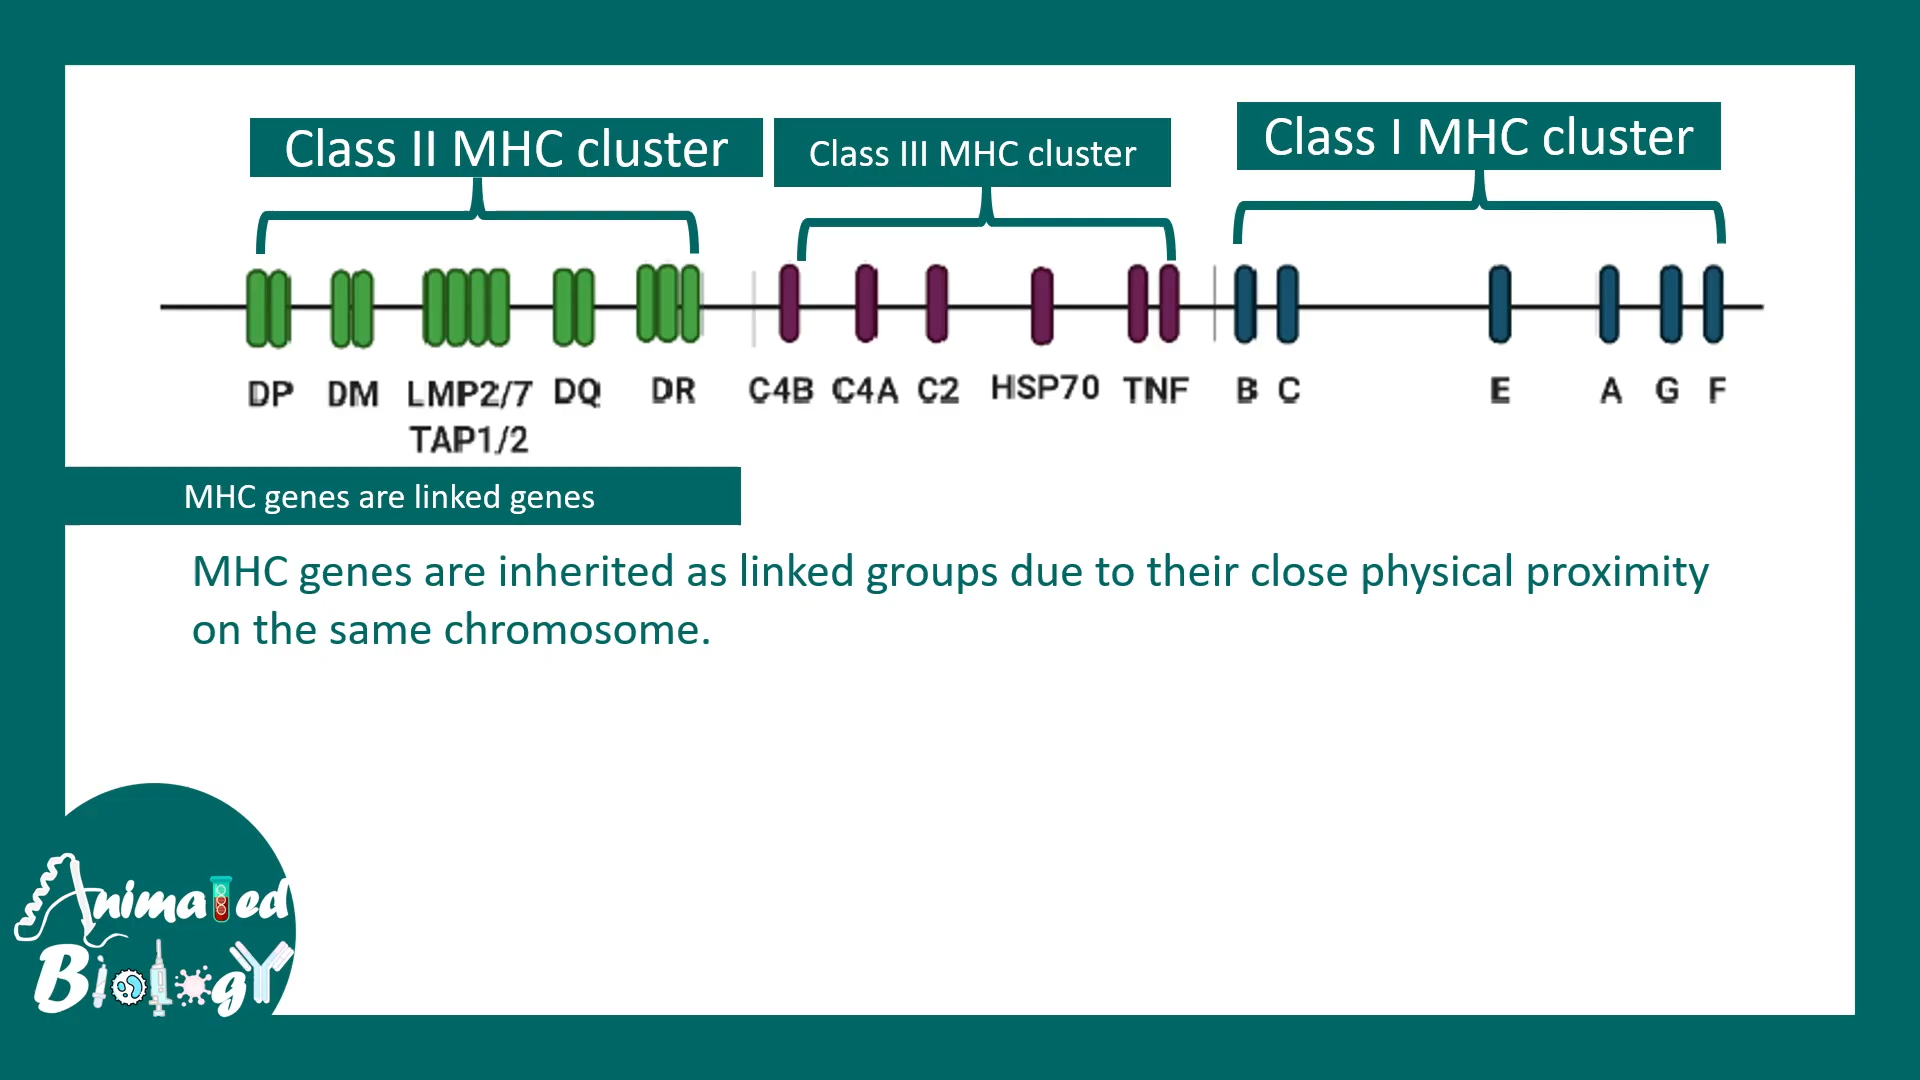 Class II MHC cluster
Class III MHC cluster
Class I MHC cluster
DP DM LMP2/7 DQ DR C4B C4A C2 HSP70 TNF B C E A G F
TAP1/2
MHC genes are linked genes
MHC genes are inherited as linked groups due to their close physical proximity
on the same chromosome.
Animated
Biology